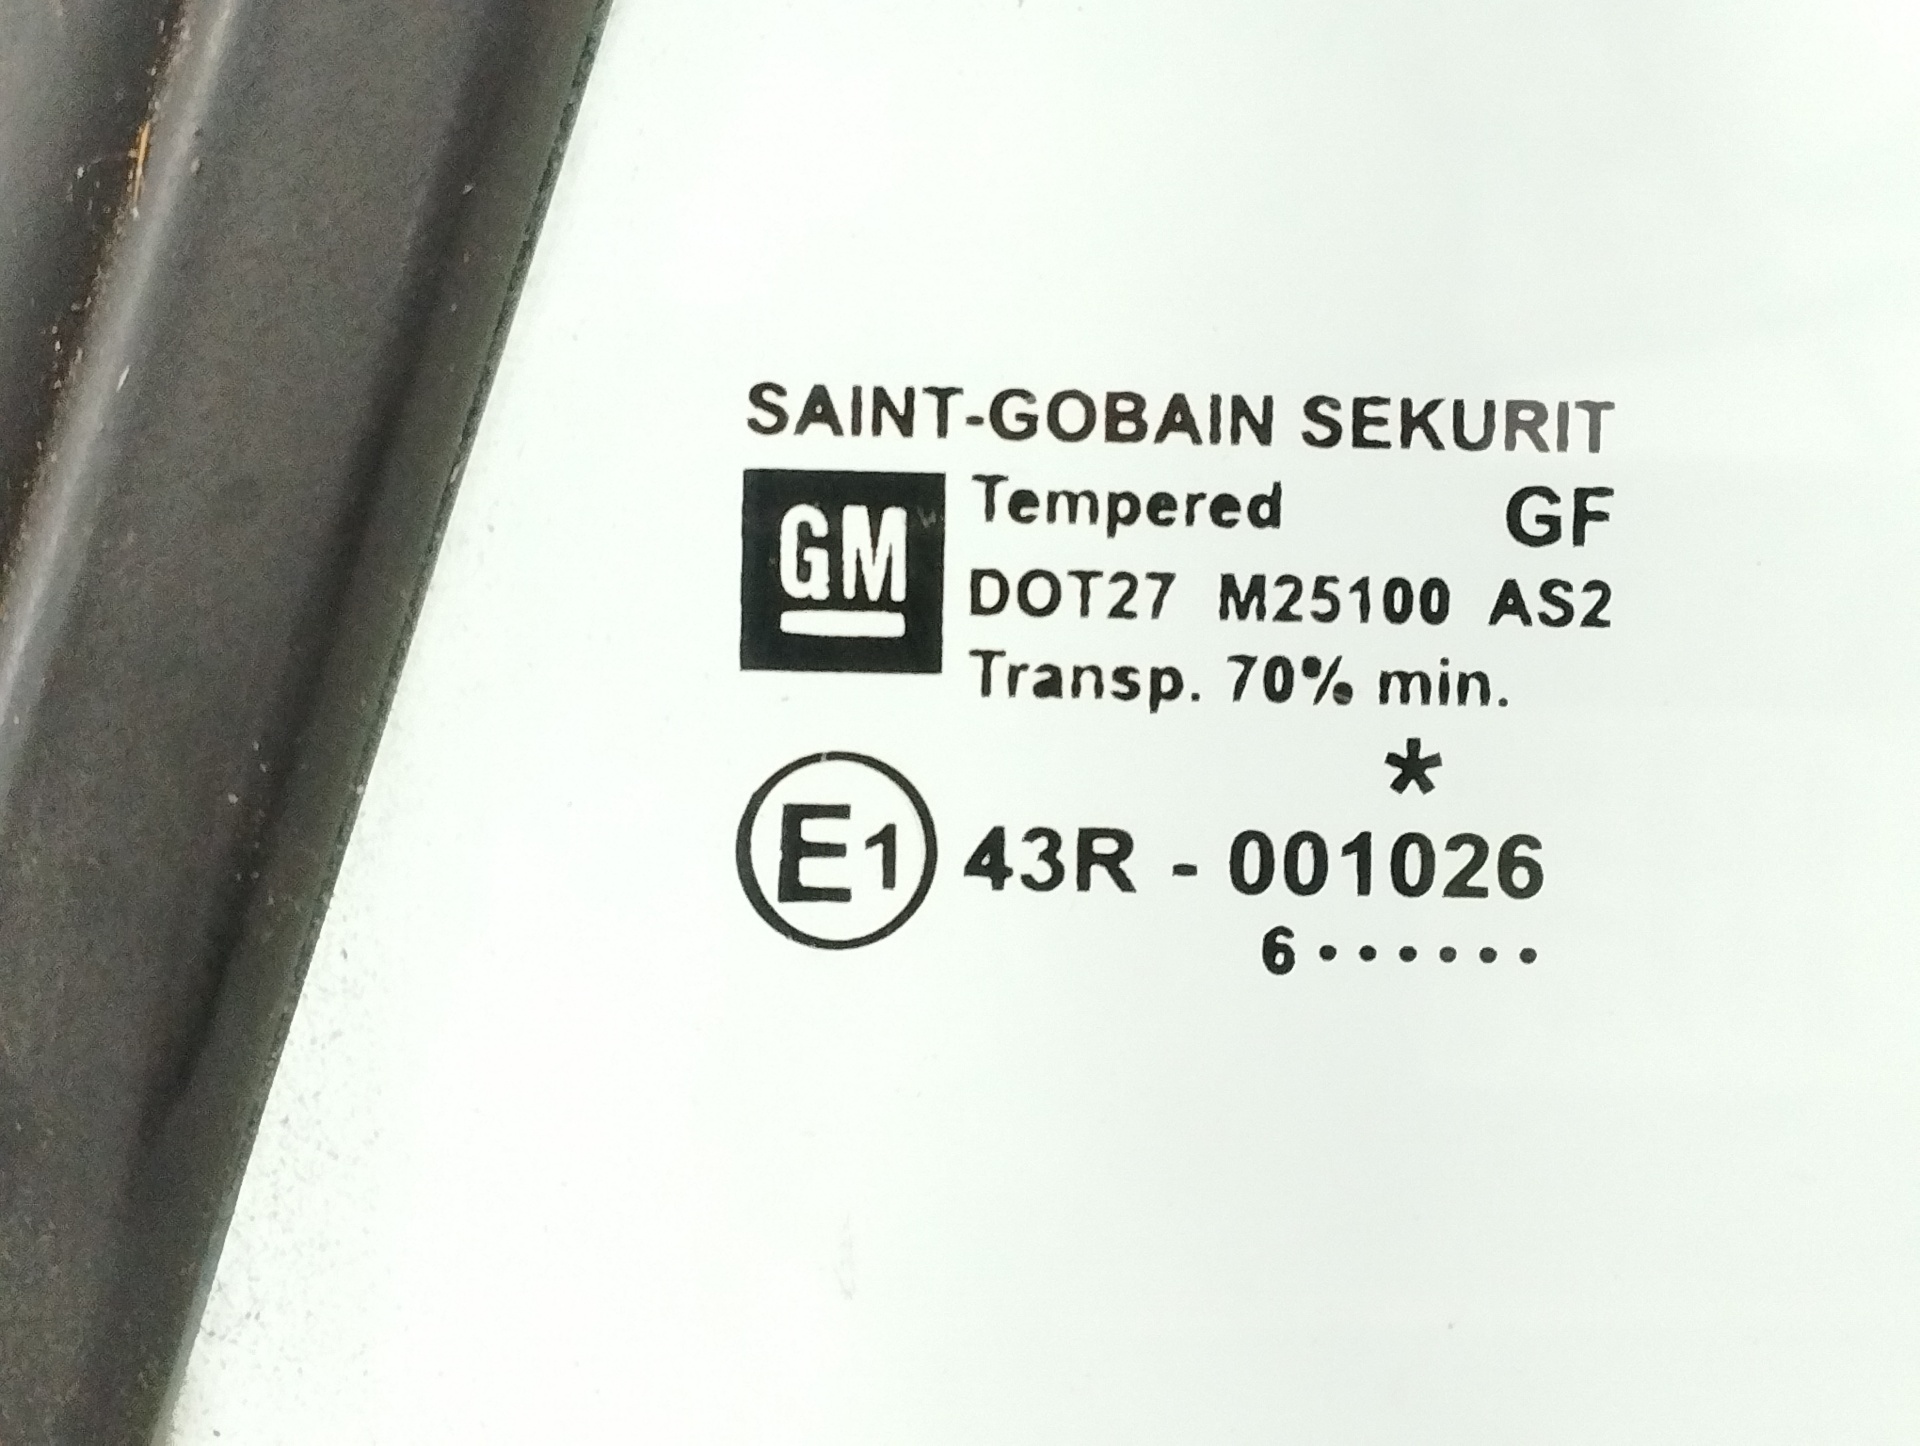 SAINT-GOBAIN SEKURIT
GM
Tempered GF
DOT27 M25100 AS2
Transp. 70% min.
*
E1 43R - 001026
6••••••